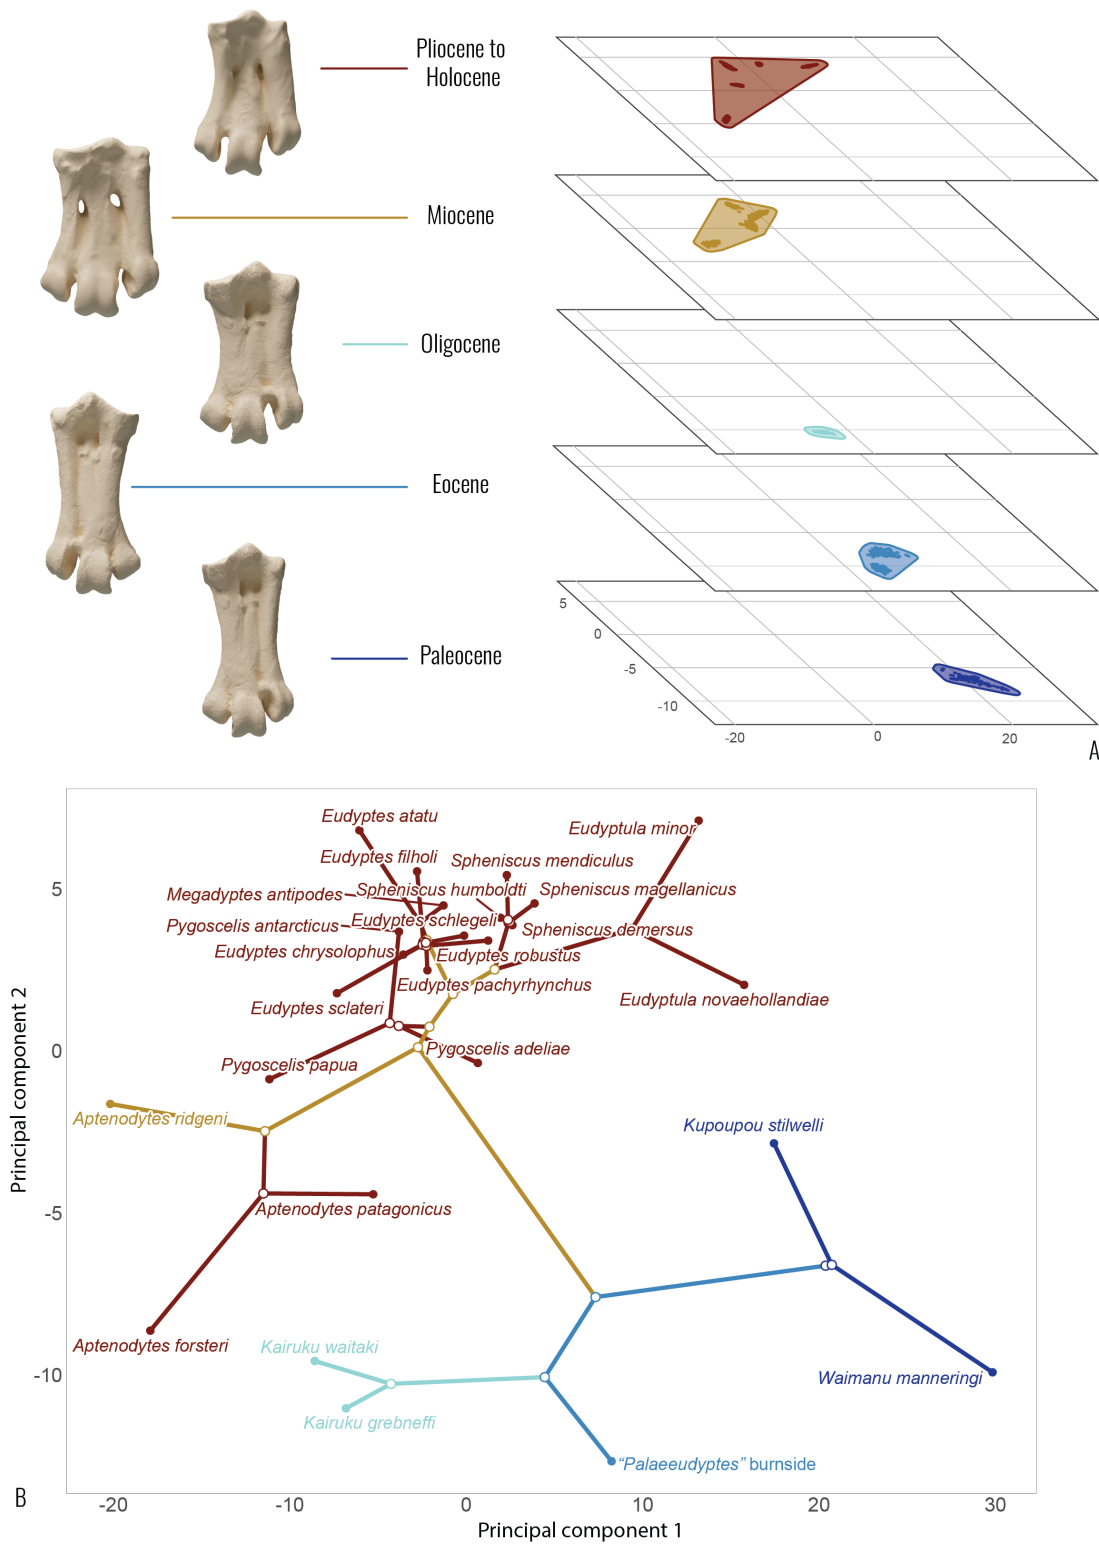 Pliocene to
Holocene
Miocene
Oligocene
Eocene
Paleocene
5
0
-5
-10
-20
0
20
A
Eudyptes atatu
Eudyptula minor
Eudyptes filholi
Spheniscus mendiculus
Megadyptes antipodes
Spheniscus humboldti
Spheniscus magellanicus
Pygoscelis antarcticus
Eudyptes schlegeli
Spheniscus demersus
Eudyptes chrysolophus
Eudyptes robustus
Eudyptes pachyrhynchus
Eudyptula novaehollandiae
Eudyptes sclateri
Pygoscelis adeliae
Pygoscelis papua
Aptenodytes ridgeni
Kupoupou stilwelli
Aptenodytes patagonicus
Aptenodytes forsteri
Kairuku waitaki
Waimanu manneringi
Kairuku grebneffi
“Palaeeudyptes” burnside
5
0
-5
-10
Principal component 2
-20
-10
0
10
20
30
Principal component 1
B